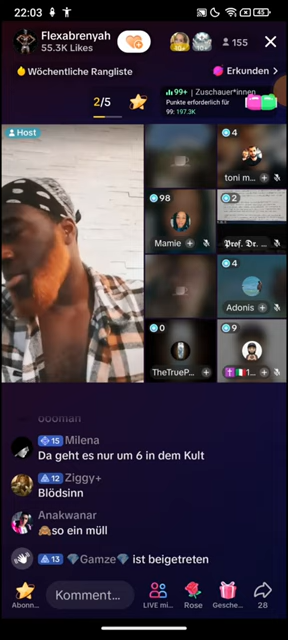 22:03
45
Flexabrenyah
55.3K Likes
155
Wöchentliche Rangliste
Erkunden >
2/5
99+ | Zuschauer*innen
Punkte erforderlich für
99: 197.3K
Host
4
toni m...
98
Mamie
2
Prof. Dr. ...
4
Adonis
0
TheTrueP...
9
1...
oooman
15 Milena
Da geht es nur um 6 in dem Kult
12 Ziggy+
Blödsinn
Anakwanar
🙈so ein müll
13 💎Gamze💎 ist beigetreten
Abonn...
Komment...
LIVE mi...
Rose
Gesche...
28